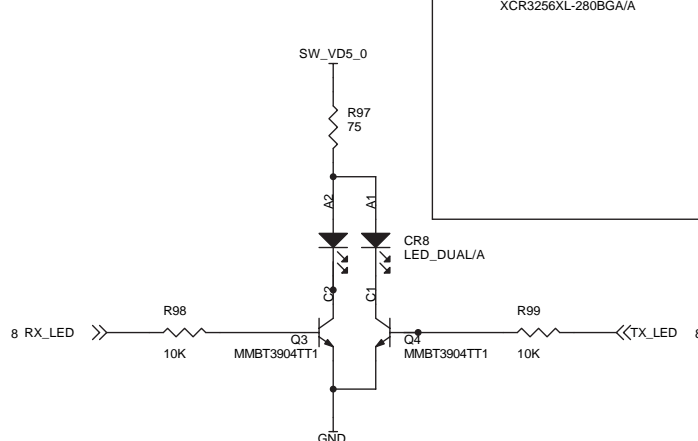 XCR3256XL-280BGA/A
SW_VD5_0
R97
75
A2
A1
CR8
LED_DUAL/A
C2
C1
R98
R99
8 RX_LED
Q3
Q4
TX_LED 8
10K
MMBT3904TT1
MMBT3904TT1
10K
GND